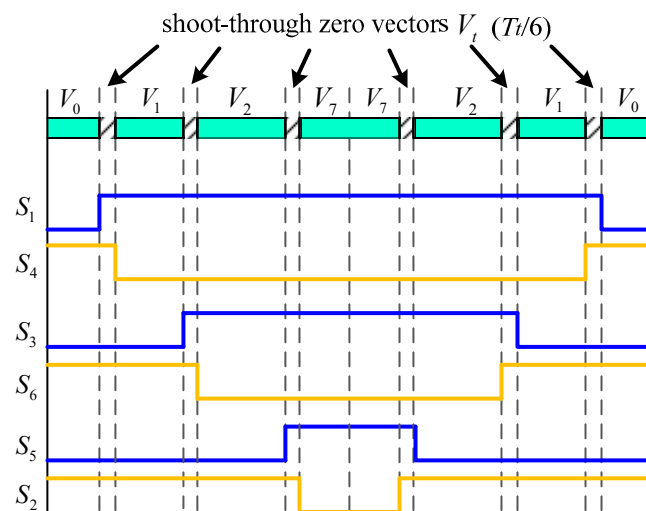 shoot-through zero vectors V_t (T_t/6)
V_0 V_1 V_2 V_7 V_7 V_2 V_1 V_0
S_1
S_4
S_3
S_6
S_5
S_2